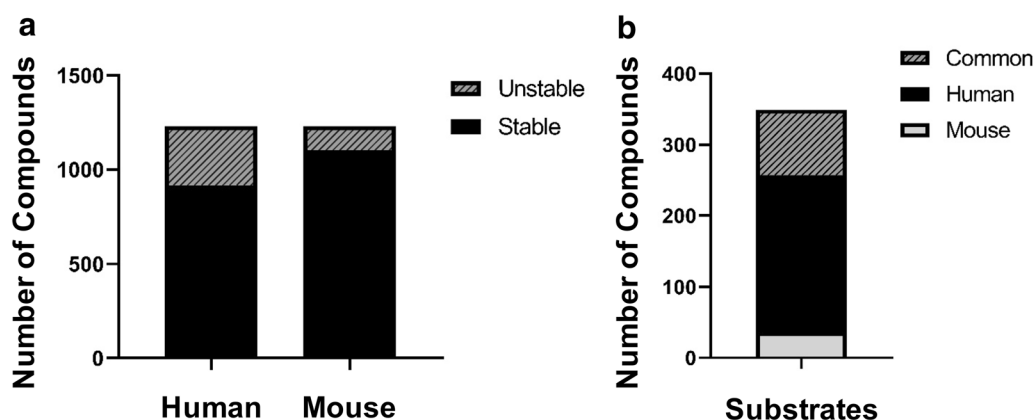 a
Number of Compounds
1500
1000
500
0
Human
Mouse
Unstable
Stable
b
Number of Compounds
400
300
200
100
0
Substrates
Common
Human
Mouse